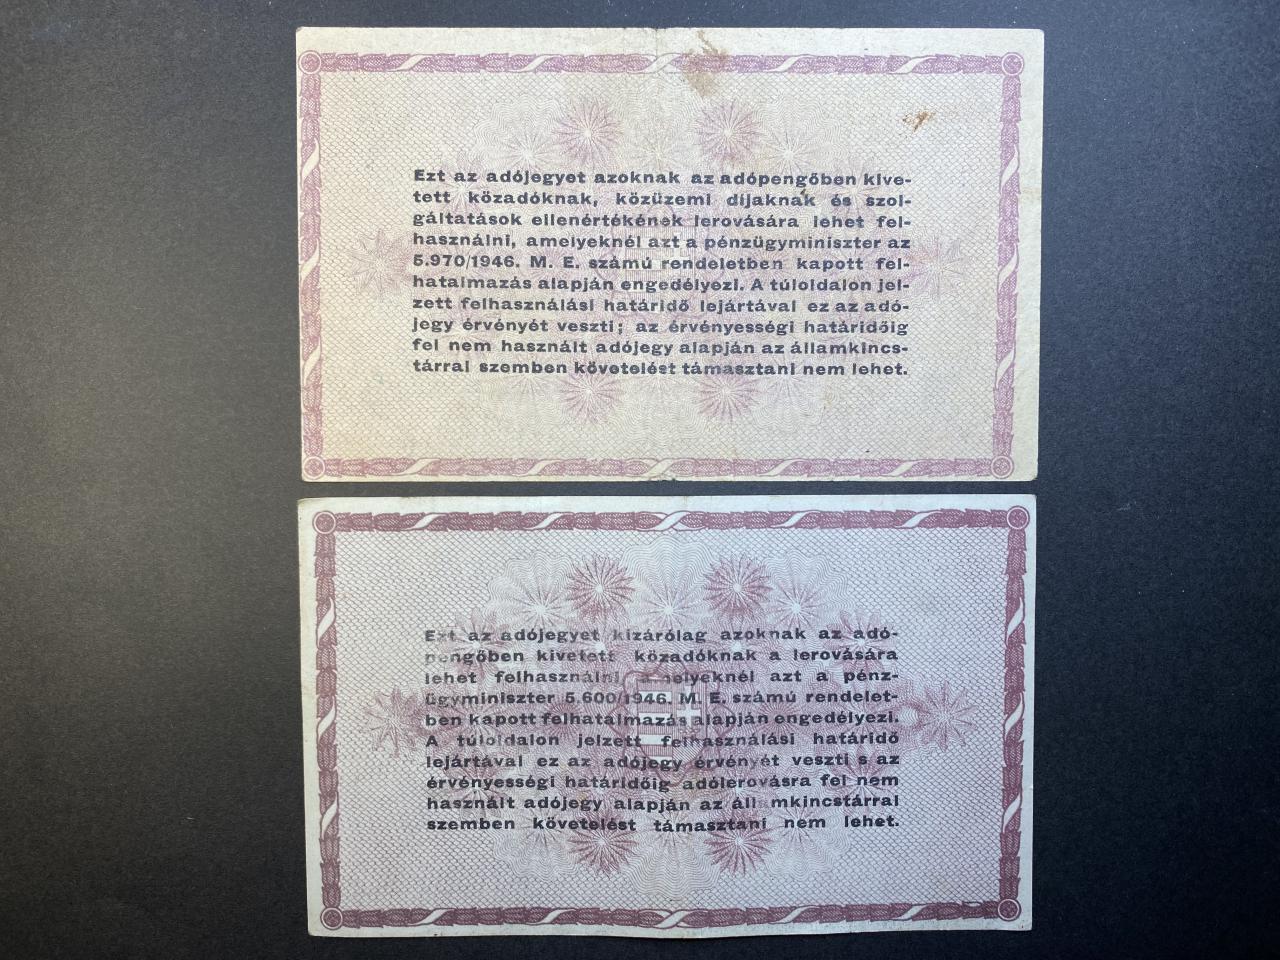 Ezt az adójegyet azoknak az adópengőben kive-
tett közadóknak, közüzemi díjaknak és szol-
gáltatások ellenértékének lerovására lehet fel-
használni, amelyeknél azt a pénzügyminiszter az
5.970/1946. M. E. számú rendeletben kapott fel-
hatalmazás alapján engedélyezi. A túloldalon jel-
zett felhasználási határidő lejártával ez az adó-
jegy érvényét veszti; az érvényességi határidőig
fel nem használt adójegy alapján az államkincs-
tárral szemben követelést támasztani nem lehet.
Ezt az adójegyet kizárólag azoknak az adó-
pengőben kivetett közadóknak a lerovására
lehet felhasználni, amelyeknél azt a pénz-
ügyminiszter 5.600/1946. M. E. számú rendelet-
ben kapott felhatalmazás alapján engedélyezi.
A túloldalon jelzett felhasználási határidő
lejártával ez az adójegy érvényét veszti s az
érvényességi határidőig adólerovásra fel nem
használt adójegy alapján az államkincstárral
szemben követelést támasztani nem lehet.